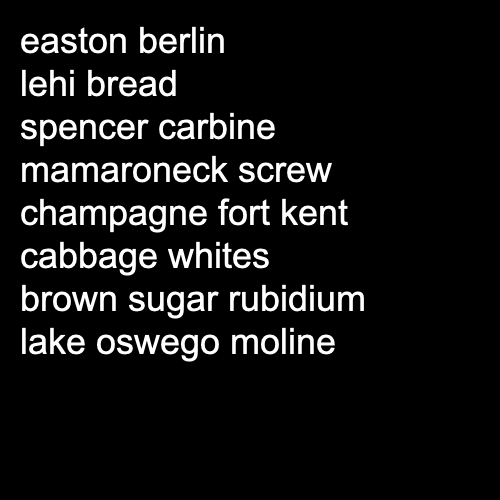 easton berlin
lehi bread
spencer carbine
mamaroneck screw
champagne fort kent
cabbage whites
brown sugar rubidium
lake oswego moline